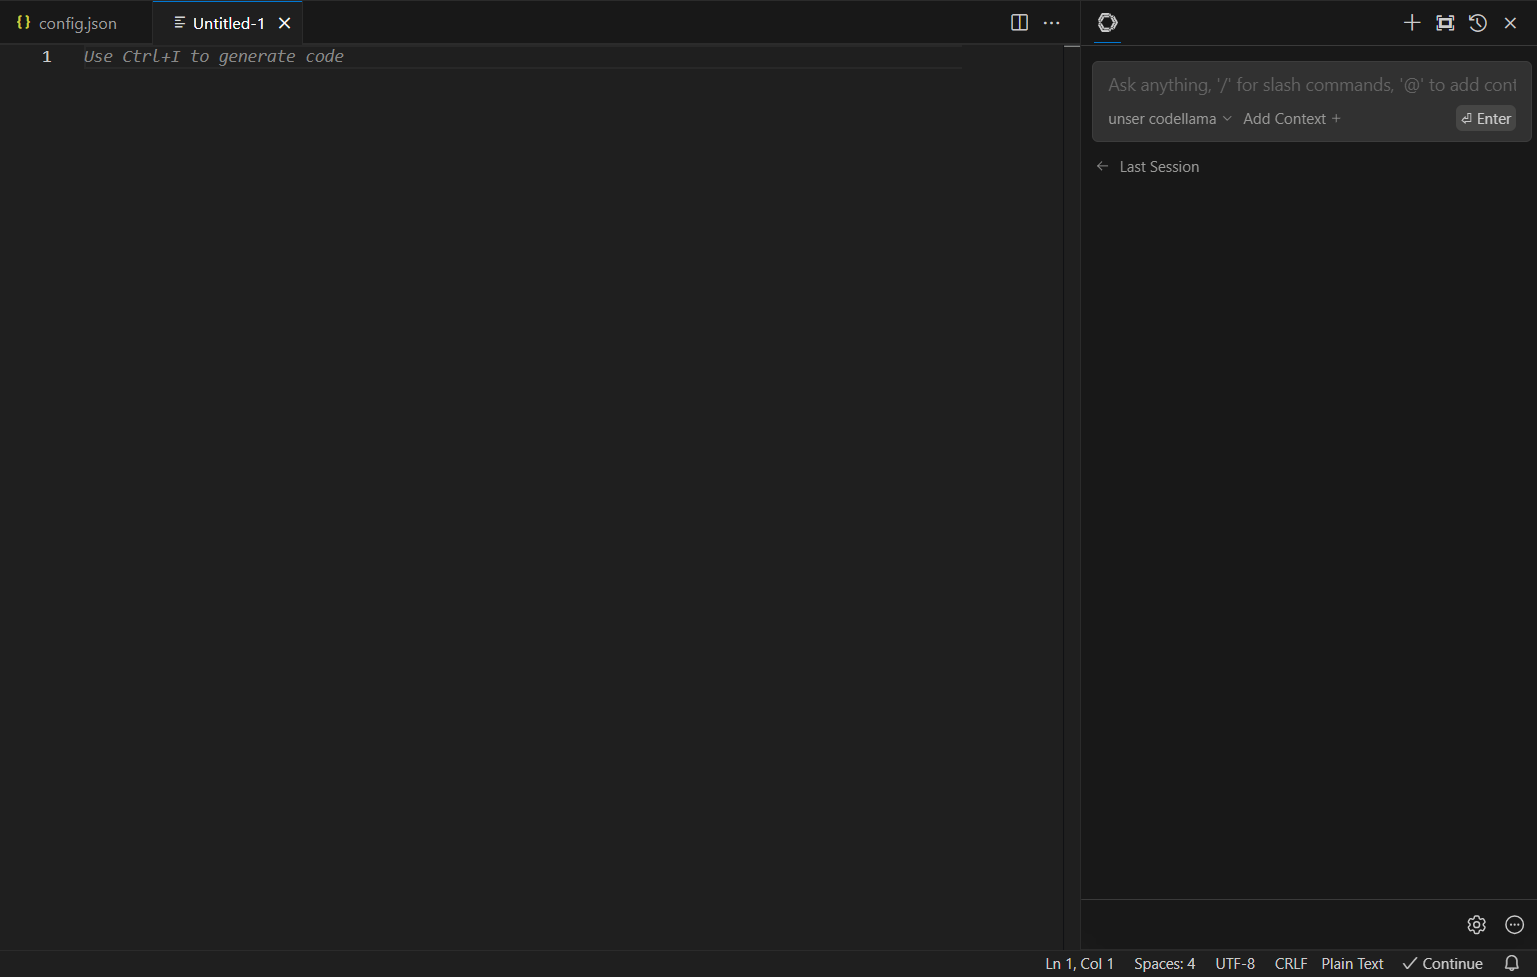 {} config.json
Untitled-1
1 Use Ctrl+I to generate code
Ask anything, '/' for slash commands, '@' to add cont
unser codellama Add Context + Enter
Last Session
Ln 1, Col 1 Spaces: 4 UTF-8 CRLF Plain Text Continue